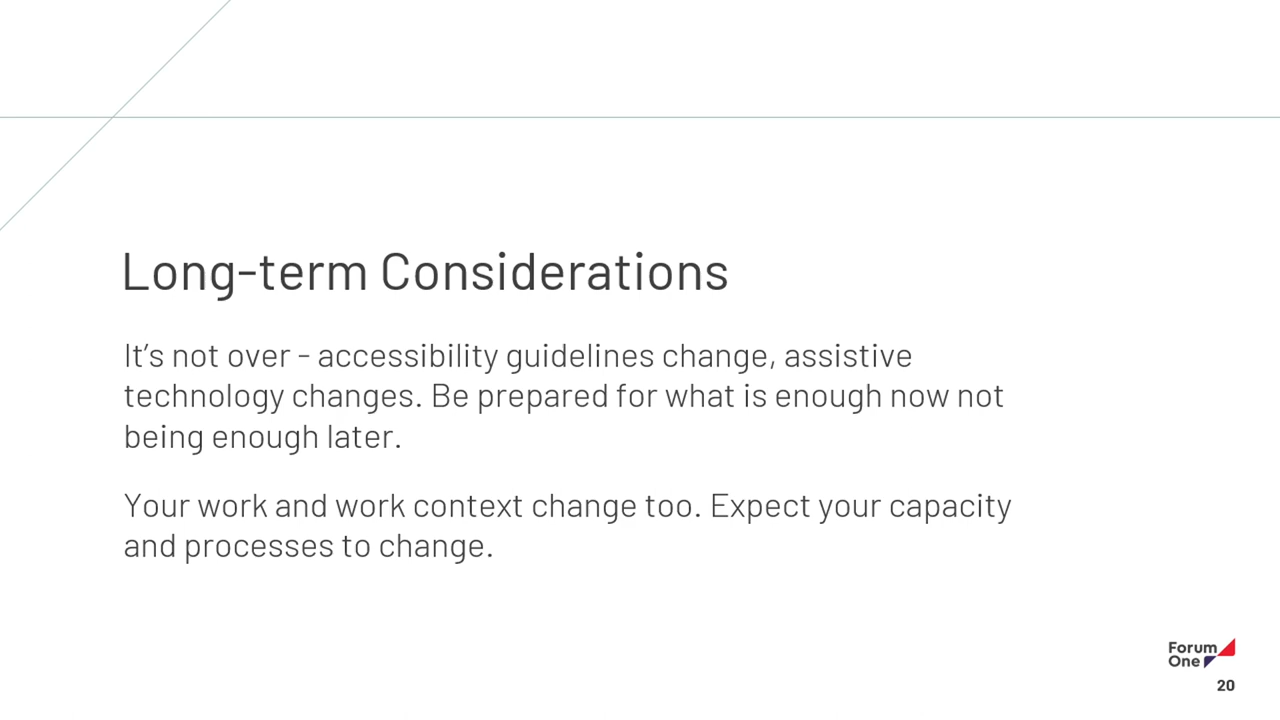 Long-term Considerations
It’s not over - accessibility guidelines change, assistive
technology changes. Be prepared for what is enough now not
being enough later.
Your work and work context change too. Expect your capacity
and processes to change.
Forum
One
20